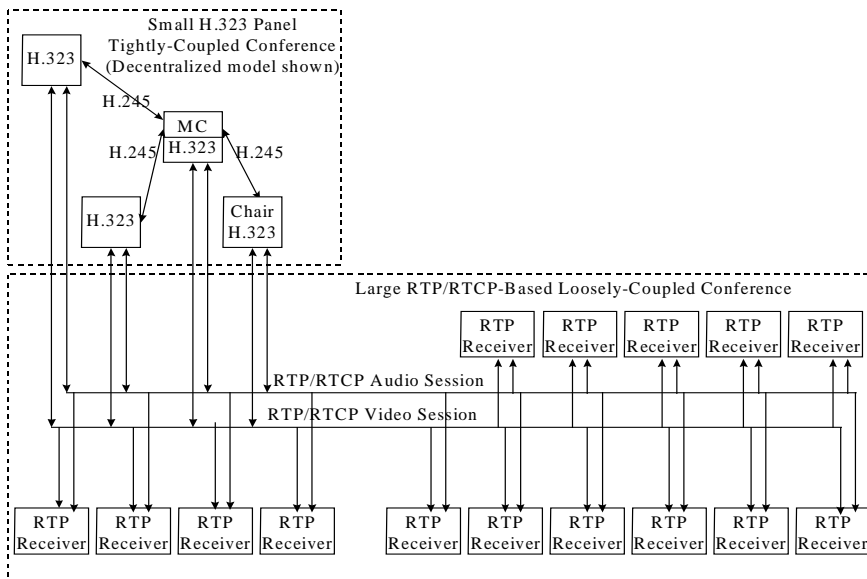 Small H.323 Panel
Tightly-Coupled Conference
(Decentralized model shown)
H.323
H.245
MC
H.323
H.245
H.245
H.323
Chair
H.323
Large RTP/RTCP-Based Loosely-Coupled Conference
RTP
Receiver
RTP
Receiver
RTP
Receiver
RTP
Receiver
RTP
Receiver
RTP/RTCP Audio Session
RTP/RTCP Video Session
RTP
Receiver
RTP
Receiver
RTP
Receiver
RTP
Receiver
RTP
Receiver
RTP
Receiver
RTP
Receiver
RTP
Receiver
RTP
Receiver
RTP
Receiver